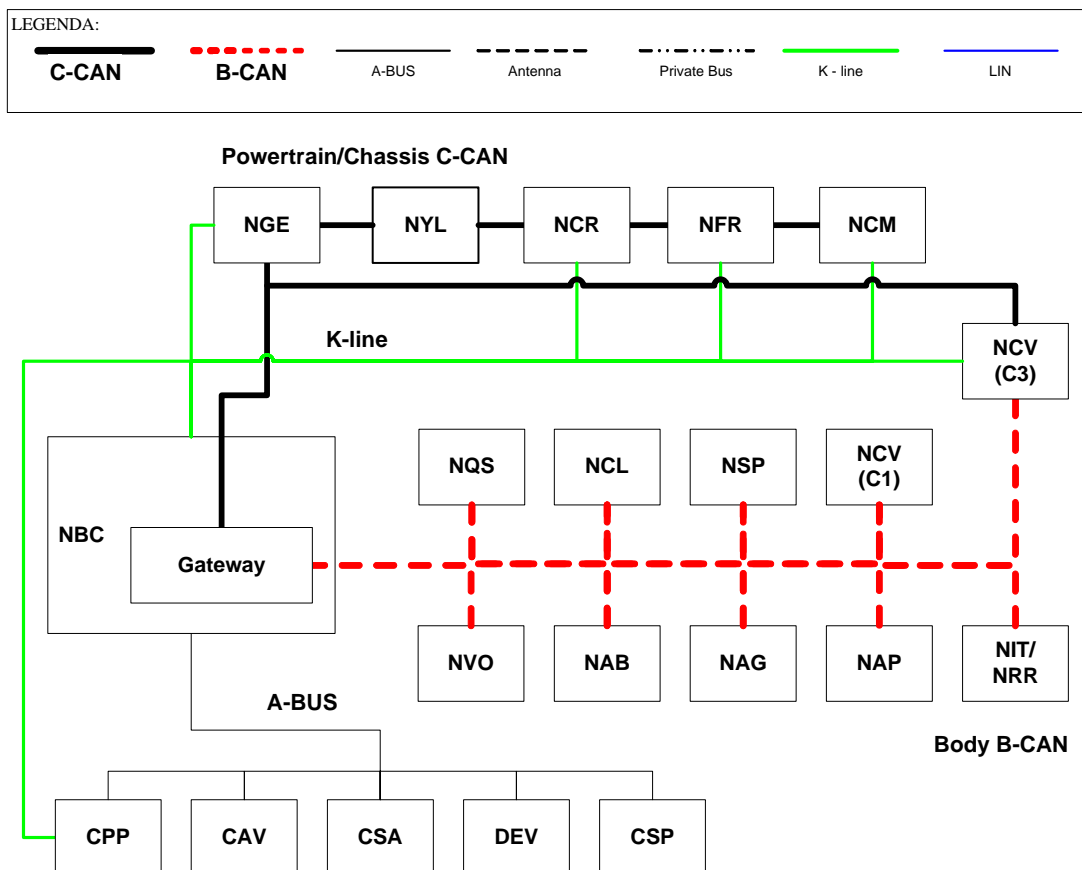 LEGENDA:
C-CAN B-CAN A-BUS Antenna Private Bus K - line LIN
Powertrain/Chassis C-CAN
NGE NYL NCR NFR NCM
K-line
NCV
(C3)
NQS NCL NSP NCV
(C1)
NBC
Gateway
NVO NAB NAG NAP NIT/
NRR
A-BUS
Body B-CAN
CPP CAV CSA DEV CSP